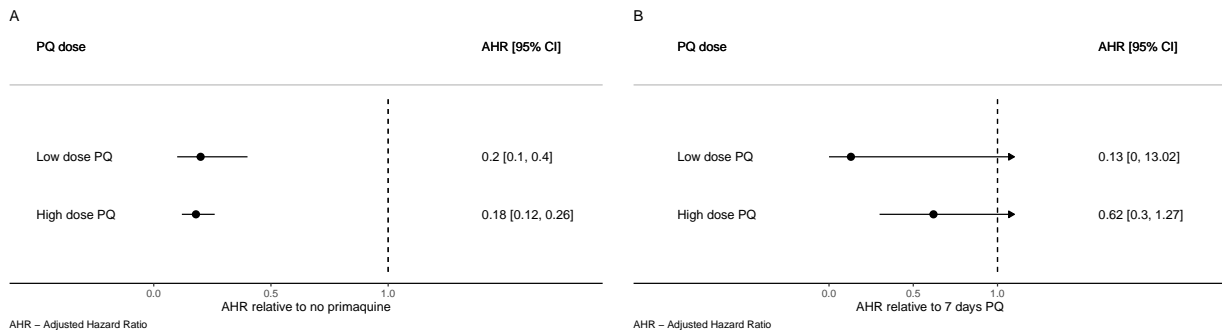 A
PQ dose AHR [95% CI]
Low dose PQ 0.2 [0.1, 0.4]
High dose PQ 0.18 [0.12, 0.26]
0.0 0.5 1.0
AHR relative to no primaquine
AHR − Adjusted Hazard Ratio
B
PQ dose AHR [95% CI]
Low dose PQ 0.13 [0, 13.02]
High dose PQ 0.62 [0.3, 1.27]
0.0 0.5 1.0
AHR relative to 7 days PQ
AHR − Adjusted Hazard Ratio